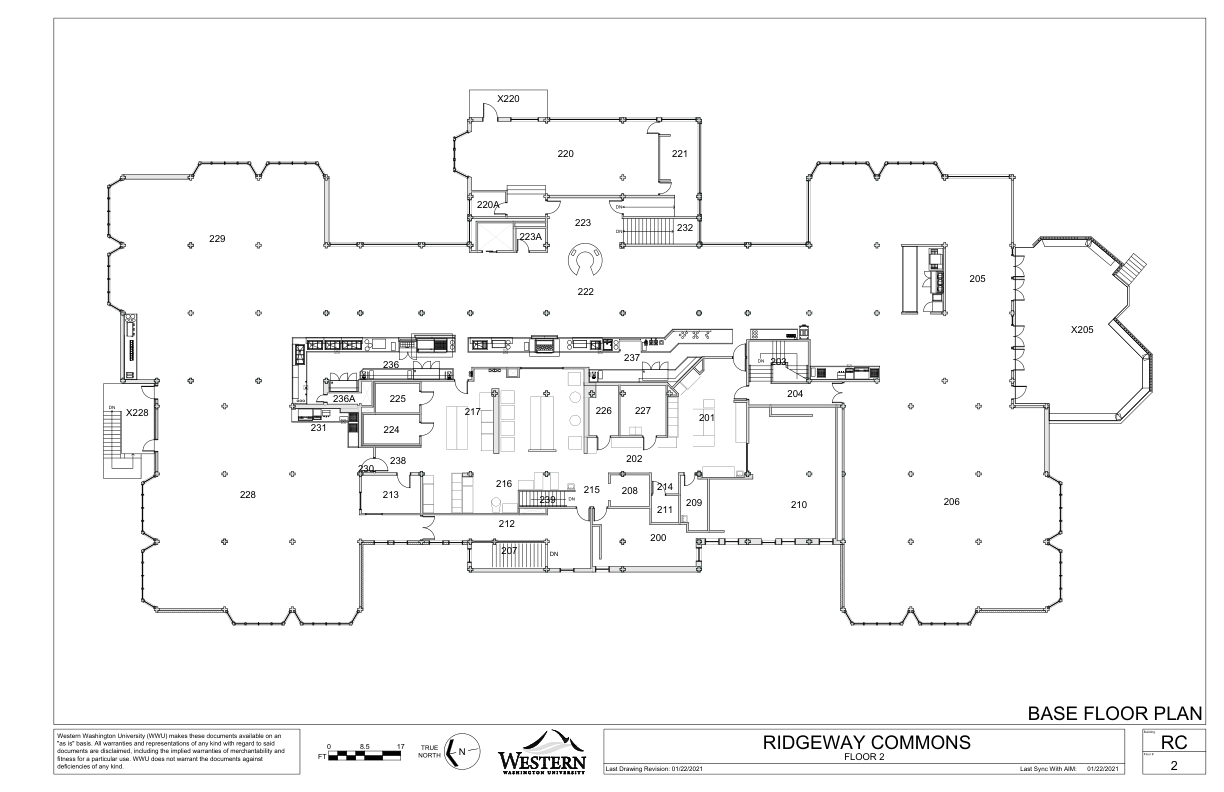 X220
220
221
220A
DN
223
232
DN
223A
229
205
222
X205
237
203
DN
236
204
236A
225
217
226
227
201
X228
DN
231
224
202
238
230
228
213
216
239
DN
215
208
214
211
209
210
206
212
200
207
DN
BASE FLOOR PLAN
Western Washington University (WWU) makes these documents available on an
"as is" basis. All warranties and representations of any kind with regard to said
documents are disclaimed, including the implied warranties of merchantability and
fitness for a particular use. WWU does not warrant the documents against
deficiencies of any kind.
0 8.5 17
FT
TRUE
NORTH
N
WESTERN
WASHINGTON UNIVERSITY
RIDGEWAY COMMONS
FLOOR 2
Last Drawing Revision: 01/22/2021
Last Sync With AIM: 01/22/2021
Building
RC
2